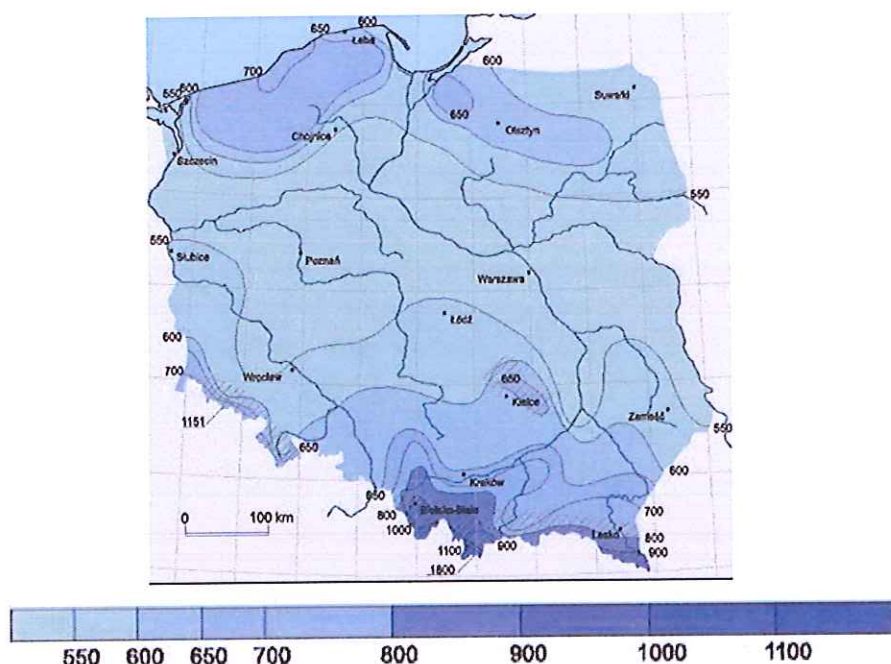 600
650
Łeba
600
700
600
550
Suwałki
650
Olsztyn
Chojnice
Szczecin
550
550
Słubice
Poznań
Warszawa
Łódź
600
Wrocław
650
700
Kielce
Zamość
1151
550
650
600
Kraków
650
700
800
Bielsko-Biała
0 100 km
1000
Lesko
800
900
900
1100
1800
550 600 650 700 800 900 1000 1100